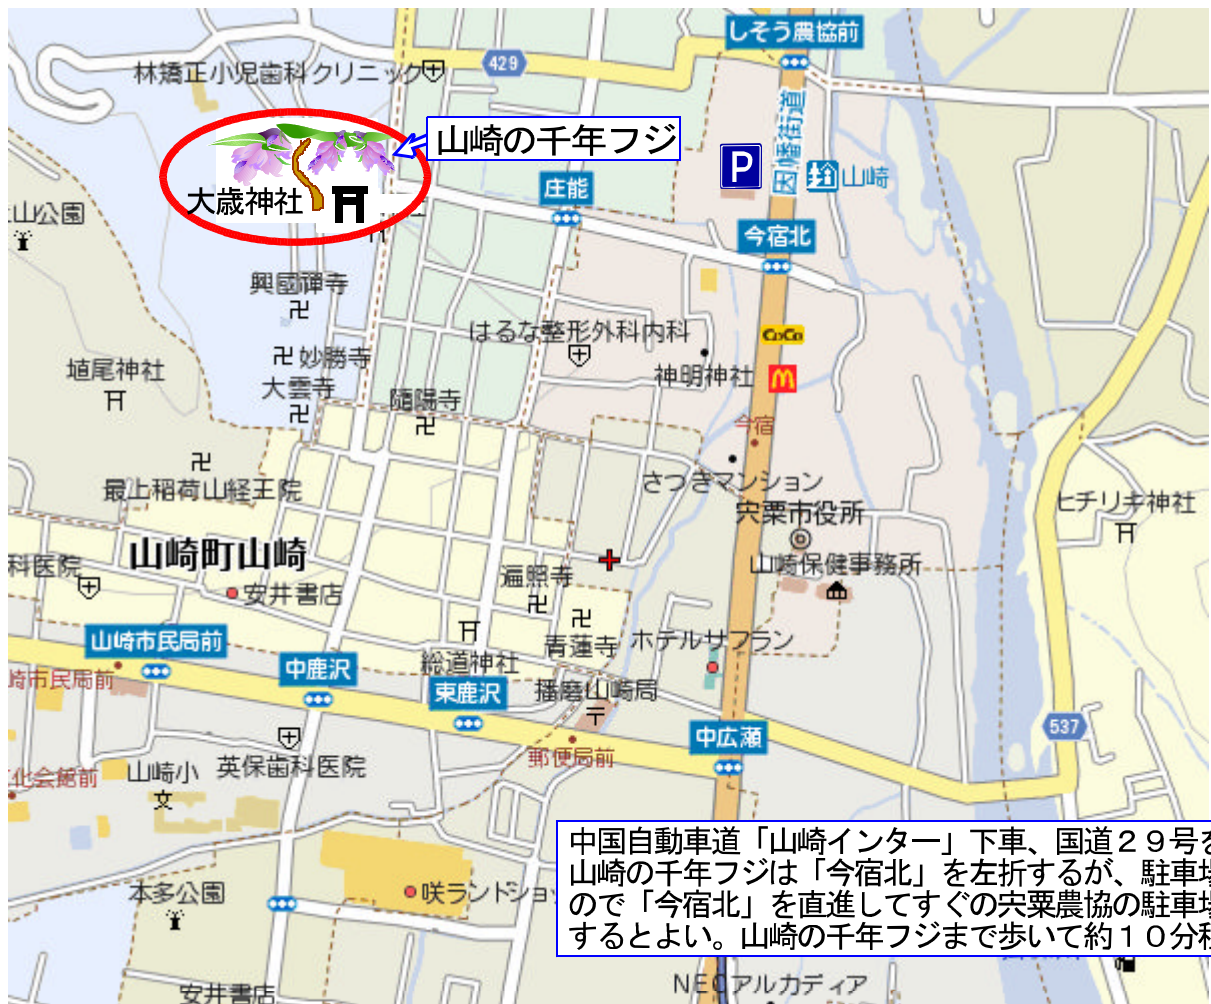 しそう農協前
林矯正小児歯科クリニック
429
山崎の千年フジ
因幡街道
P
山崎
大歳神社
庄能
山公園
今宿北
興國禅寺
はるな整形外科内科
CoCo
妙勝寺
神明神社
埴尾神社
大雲寺
隨陽寺
今宿
最上稲荷山経王院
さつきマンション
ヒチリキ神社
宍粟市役所
山崎町山崎
科医院
山崎保健事務所
遍照寺
安井書店
山崎市民局前
青蓮寺
ホテルサフラン
中鹿沢
総道神社
崎市民局前
東鹿沢
播磨山崎局
537
中広瀬
郵便局前
化会館前
山崎小
英保歯科医院
文
中国自動車道「山崎インター」下車、国道２９号を
山崎の千年フジは「今宿北」を左折するが、駐車場
ので「今宿北」を直進してすぐの宍粟農協の駐車場
するとよい。山崎の千年フジまで歩いて約１０分程
本多公園
咲ランドショッ
NECアルカディア
安井書店